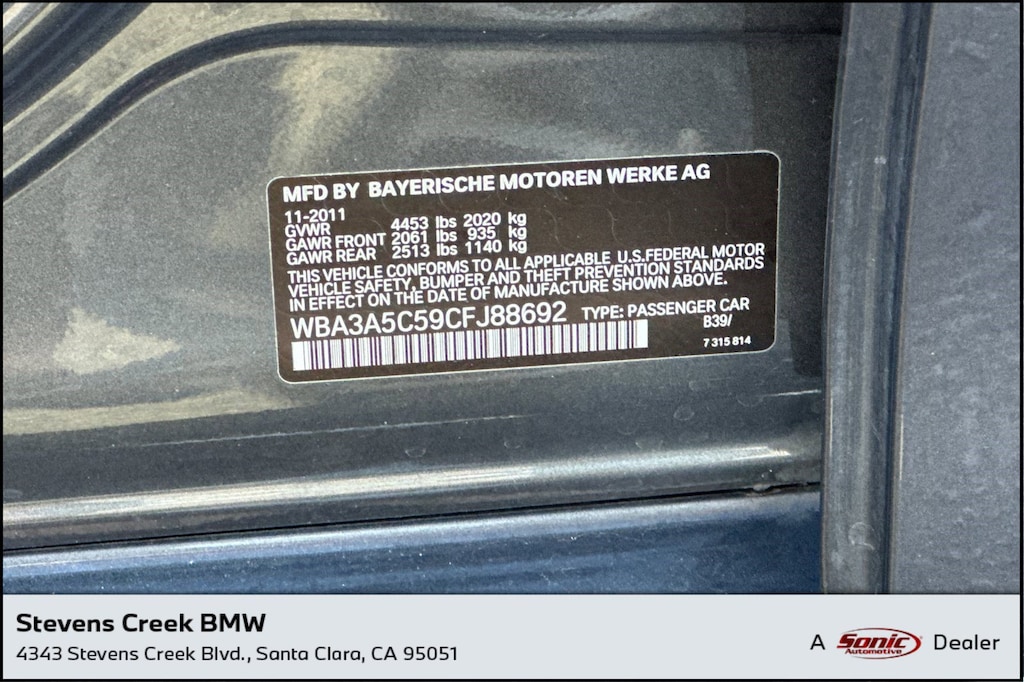 MFD BY BAYERISCHE MOTOREN WERKE AG
11-2011
GVWR 4453 lbs 2020 kg
GAWR FRONT 2061 lbs 935 kg
GAWR REAR 2513 lbs 1140 kg
THIS VEHICLE CONFORMS TO ALL APPLICABLE U.S.FEDERAL MOTOR
VEHICLE SAFETY, BUMPER AND THEFT PREVENTION STANDARDS
IN EFFECT ON THE DATE OF MANUFACTURE SHOWN ABOVE.
WBA3A5C59CFJ88692 TYPE: PASSENGER CAR
B39/
7 315 814
Stevens Creek BMW
4343 Stevens Creek Blvd., Santa Clara, CA 95051
A Sonic Automotive Dealer